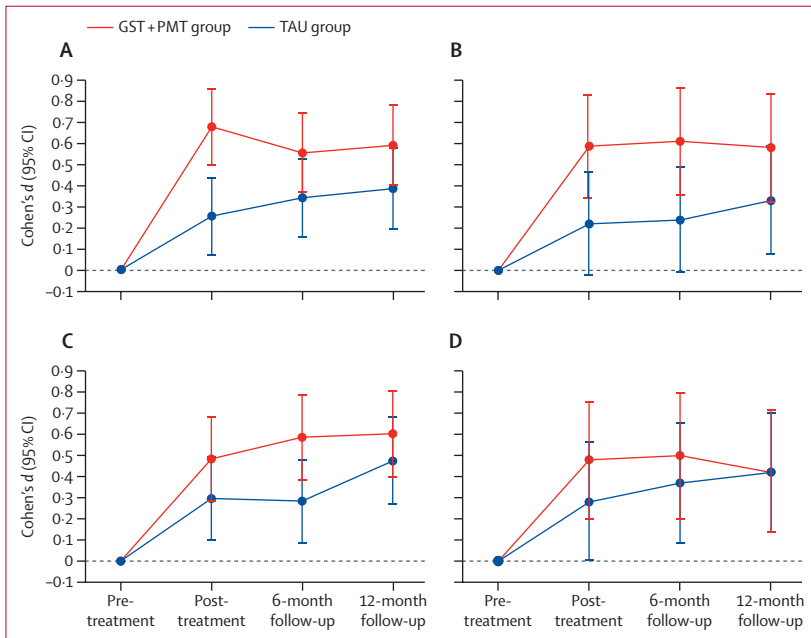 GST + PMT group TAU group
A
B
0·9
0·8
0·7
0·6
0·5
0·4
0·3
0·2
0·1
0
–0·1
Cohen's d (95% CI)
C
D
0·9
0·8
0·7
0·6
0·5
0·4
0·3
0·2
0·1
0
–0·1
Cohen's d (95% CI)
Pre- Post- 6-month 12-month Pre- Post- 6-month 12-month
treatment treatment follow-up follow-up treatment treatment follow-up follow-up